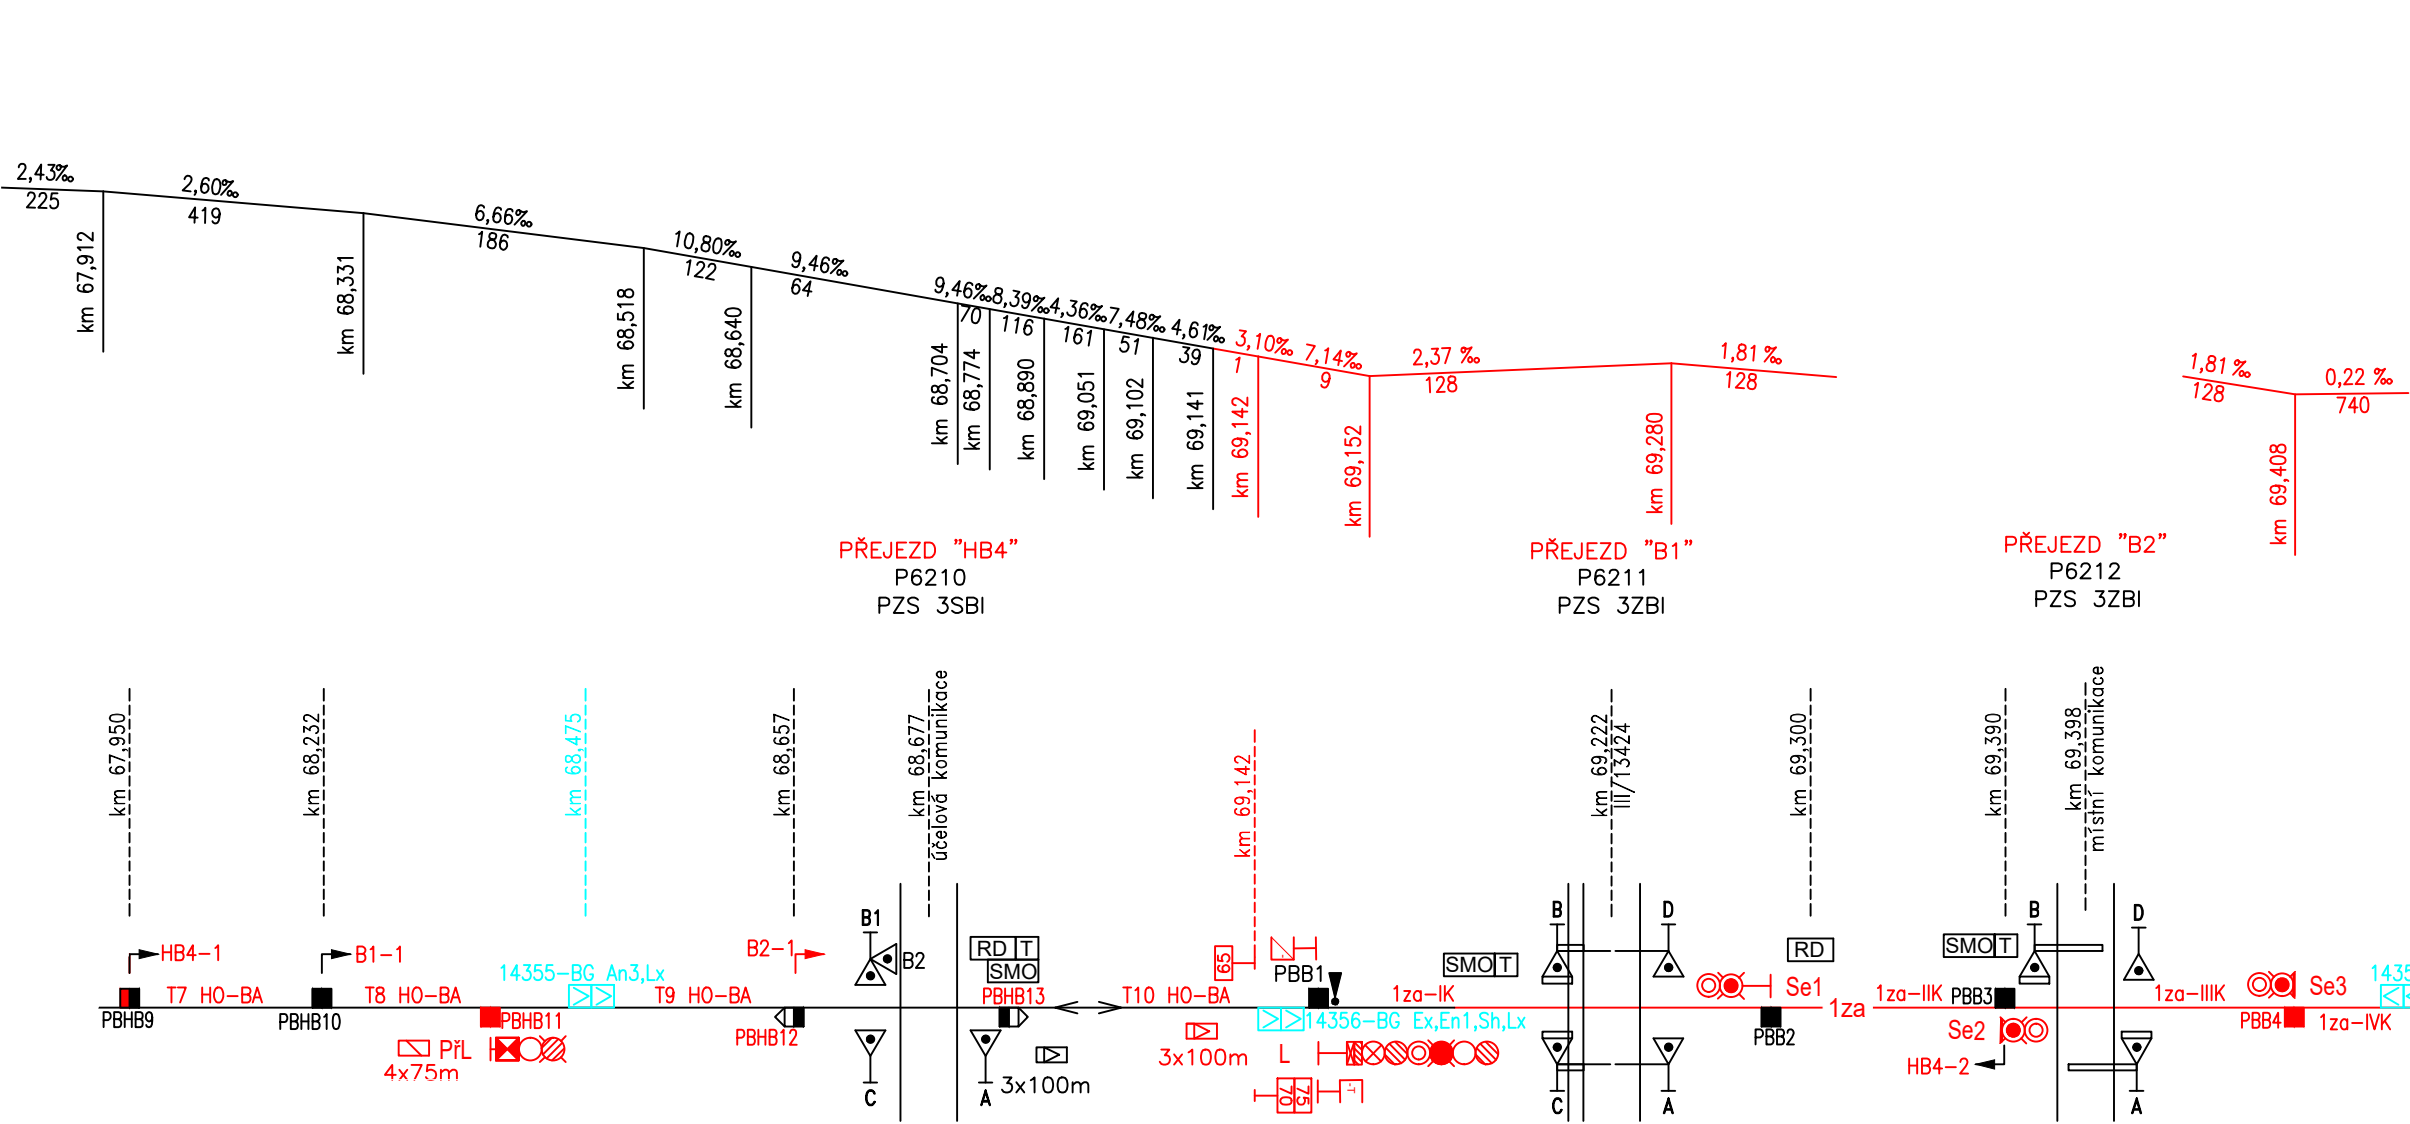 2,43‰
225
2,60‰
419
6,66‰
186
10,80‰
122
9,46‰
64
9,46‰
70
8,39‰
116
4,36‰
161
7,48‰
51
4,61‰
39
3,10‰
1
7,14‰
9
2,37 ‰
128
1,81 ‰
128
1,81 ‰
128
0,22 ‰
740
km 67,912
km 68,331
km 68,518
km 68,640
km 68,704
km 68,774
km 68,890
km 69,051
km 69,102
km 69,141
km 69,142
km 69,152
km 69,280
km 69,408
PŘEJEZD "HB4"
P6210
PZS 3SBI
PŘEJEZD "B1"
P6211
PZS 3ZBI
PŘEJEZD "B2"
P6212
PZS 3ZBI
km 67,950
km 68,232
km 68,475
km 68,657
km 68,677
účelová komunikace
km 69,142
km 69,222
III/13424
km 69,300
km 69,390
km 69,398
místní komunikace
HB4-1
B1-1
B2-1
B1
B2
RD T
SMO
65
PBB1
SMO T
B
D
RD
SMO T
B
D
14355-BG An3,Lx
T7 HO-BA
T8 HO-BA
T9 HO-BA
PBHB13
T10 HO-BA
1za-IK
Se1
1za
1za-IIK
PBB3
1za-IIIK
Se3
1435
PBHB9
PBHB10
PBHB11
PBHB12
14356-BG Ex,En1,Sh,Lx
PBB2
Se2
PBB4
1za-IVK
PřL
4x75m
C
A
3x100m
3x100m
L
70
75
-T
C
A
HB4-2
A